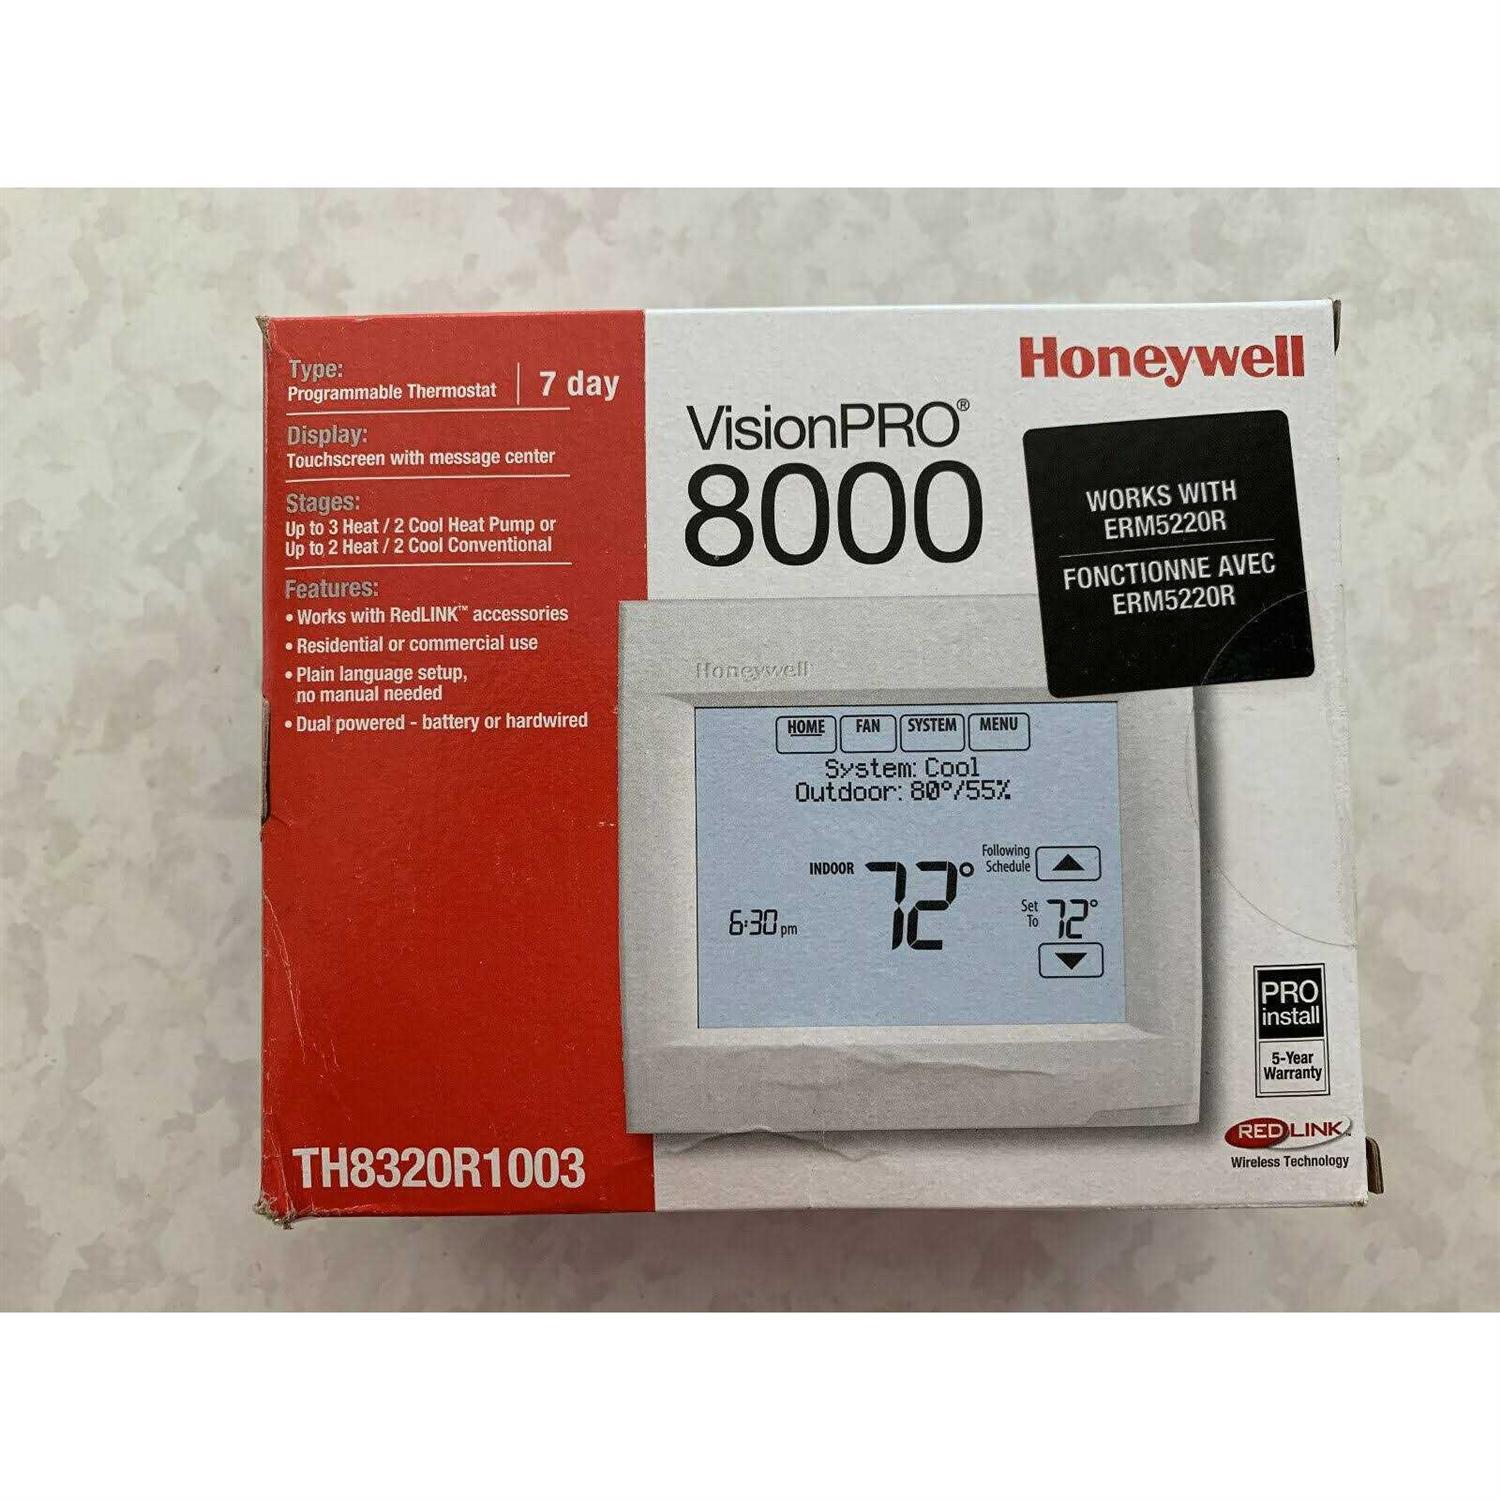 Type:
Programmable Thermostat
7 day
Display:
Touchscreen with message center
Stages:
Up to 3 Heat / 2 Cool Heat Pump or
Up to 2 Heat / 2 Cool Conventional
Features:
• Works with RedLINK™ accessories
• Residential or commercial use
• Plain language setup,
no manual needed
• Dual powered - battery or hardwired
TH8320R1003
Honeywell
VisionPRO®
8000
WORKS WITH
ERM5220R
FONCTIONNE AVEC
ERM5220R
Honeywell
HOME FAN SYSTEM MENU
System: Cool
Outdoor: 80°/55%
Following
Schedule
INDOOR 72°
Set
To 72°
6:30 pm
PRO
install
5-Year
Warranty
REDLINK™
Wireless Technology